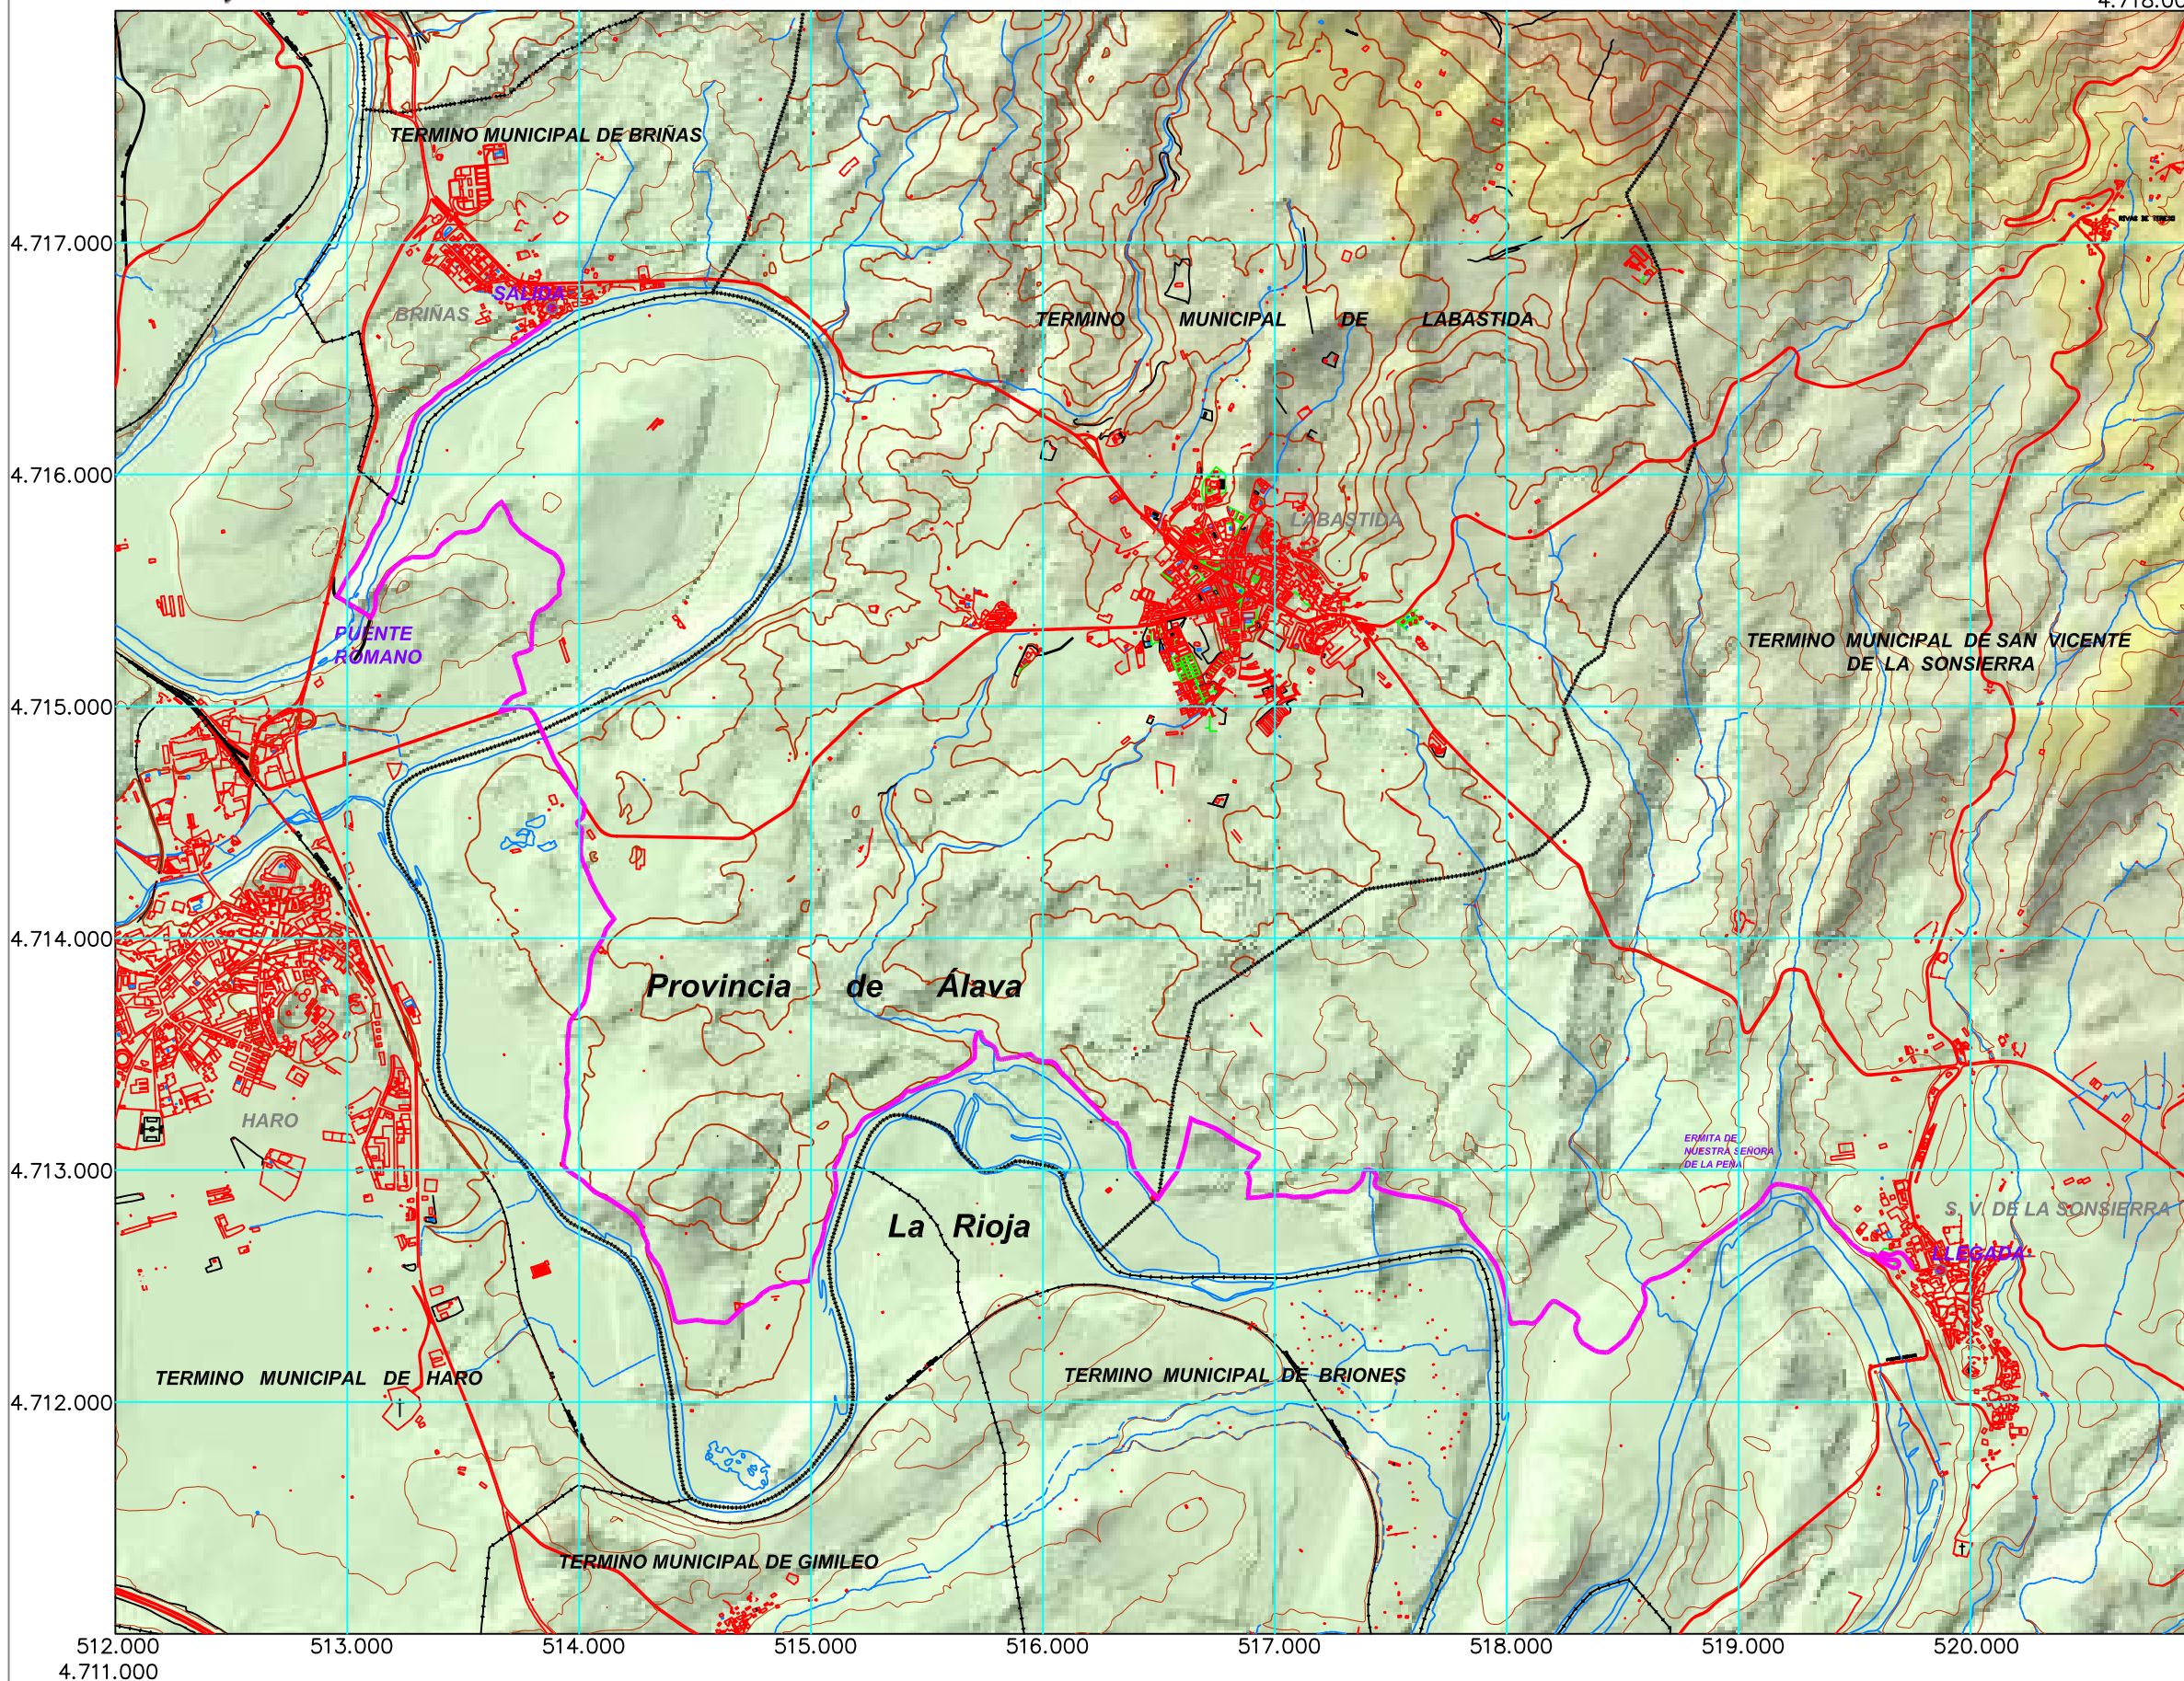 TERMINO MUNICIPAL DE BRIÑAS
4.717.000
RIVAS DE TERESO
SALIDA
BRIÑAS
TERMINO MUNICIPAL DE LABASTIDA
4.716.000
LABASTIDA
PUENTE
ROMANO
TERMINO MUNICIPAL DE SAN VICENTE
DE LA SONSIERRA
4.715.000
4.714.000
Provincia de Álava
HARO
ERMITA DE
NUESTRA SEÑORA
DE LA PEÑA
4.713.000
S. V. DE LA SONSIERRA
La Rioja
LLEGADA
TERMINO MUNICIPAL DE HARO
TERMINO MUNICIPAL DE BRIONES
4.712.000
TERMINO MUNICIPAL DE GIMILEO
512.000 513.000 514.000 515.000 516.000 517.000 518.000 519.000 520.000
4.711.000